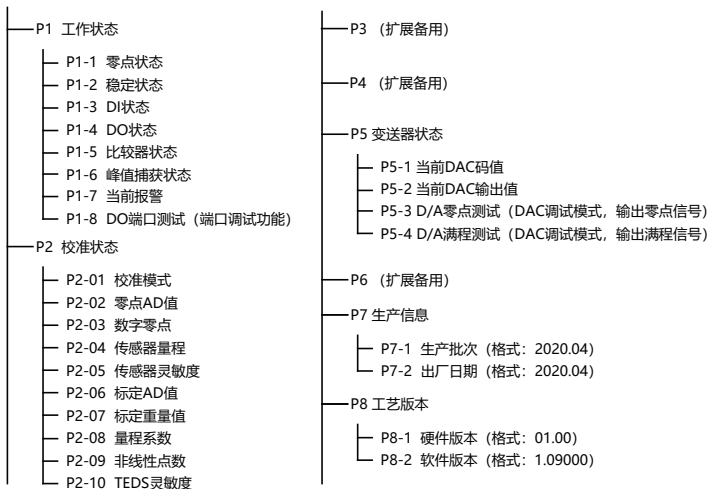 P1 工作状态
P1-1 零点状态
P1-2 稳定状态
P1-3 DI状态
P1-4 DO状态
P1-5 比较器状态
P1-6 峰值捕获状态
P1-7 当前报警
P1-8 DO端口测试（端口调试功能）
P2 校准状态
P2-01 校准模式
P2-02 零点AD值
P2-03 数字零点
P2-04 传感器量程
P2-05 传感器灵敏度
P2-06 标定AD值
P2-07 标定重量值
P2-08 量程系数
P2-09 非线性点数
P2-10 TEDS灵敏度
P3 （扩展备用）
P4 （扩展备用）
P5 变送器状态
P5-1 当前DAC码值
P5-2 当前DAC输出值
P5-3 D/A零点测试（DAC调试模式，输出零点信号）
P5-4 D/A满程测试（DAC调试模式，输出满程信号）
P6 （扩展备用）
P7 生产信息
P7-1 生产批次（格式：2020.04）
P7-2 出厂日期（格式：2020.04）
P8 工艺版本
P8-1 硬件版本（格式：01.00）
P8-2 软件版本（格式：1.09000）